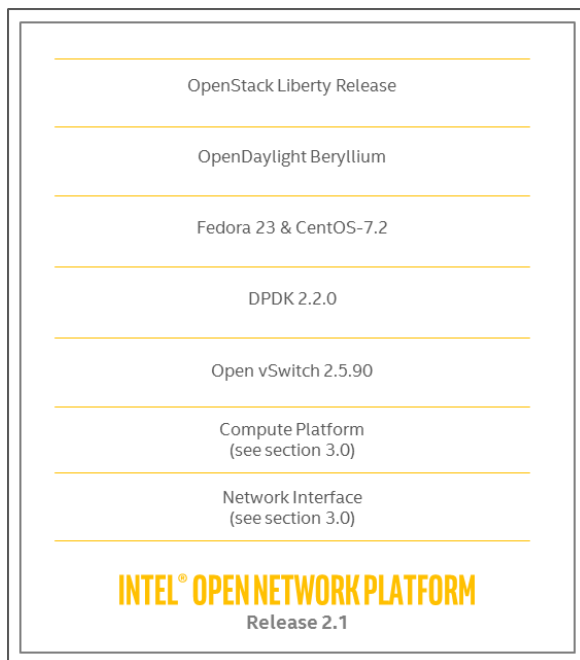 OpenStack Liberty Release
OpenDaylight Beryllium
Fedora 23 & CentOS-7.2
DPDK 2.2.0
Open vSwitch 2.5.90
Compute Platform
(see section 3.0)
Network Interface
(see section 3.0)
INTEL® OPEN NETWORK PLATFORM
Release 2.1